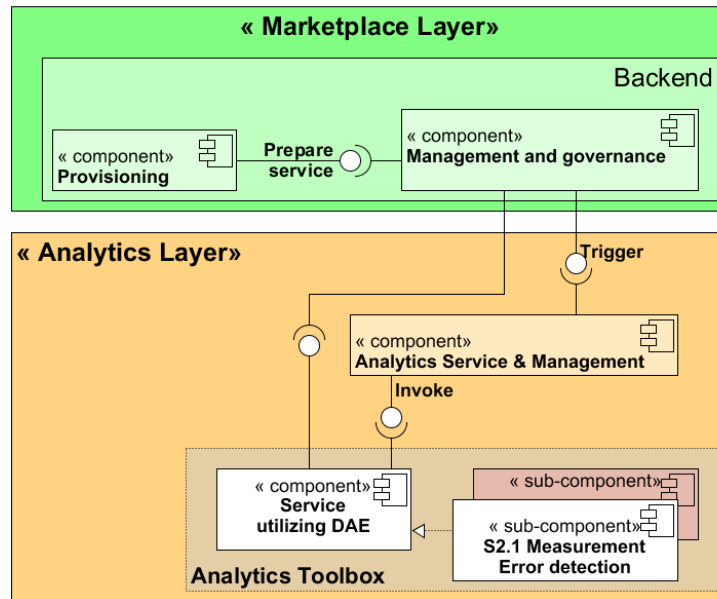 « Marketplace Layer»
Backend
« component»
Provisioning
Prepare
service
« component»
Management and governance
« Analytics Layer»
Trigger
« component»
Analytics Service & Management
Invoke
« component»
Service
utilizing DAE
« sub-component»
« sub-component»
S2.1 Measurement
Error detection
Analytics Toolbox